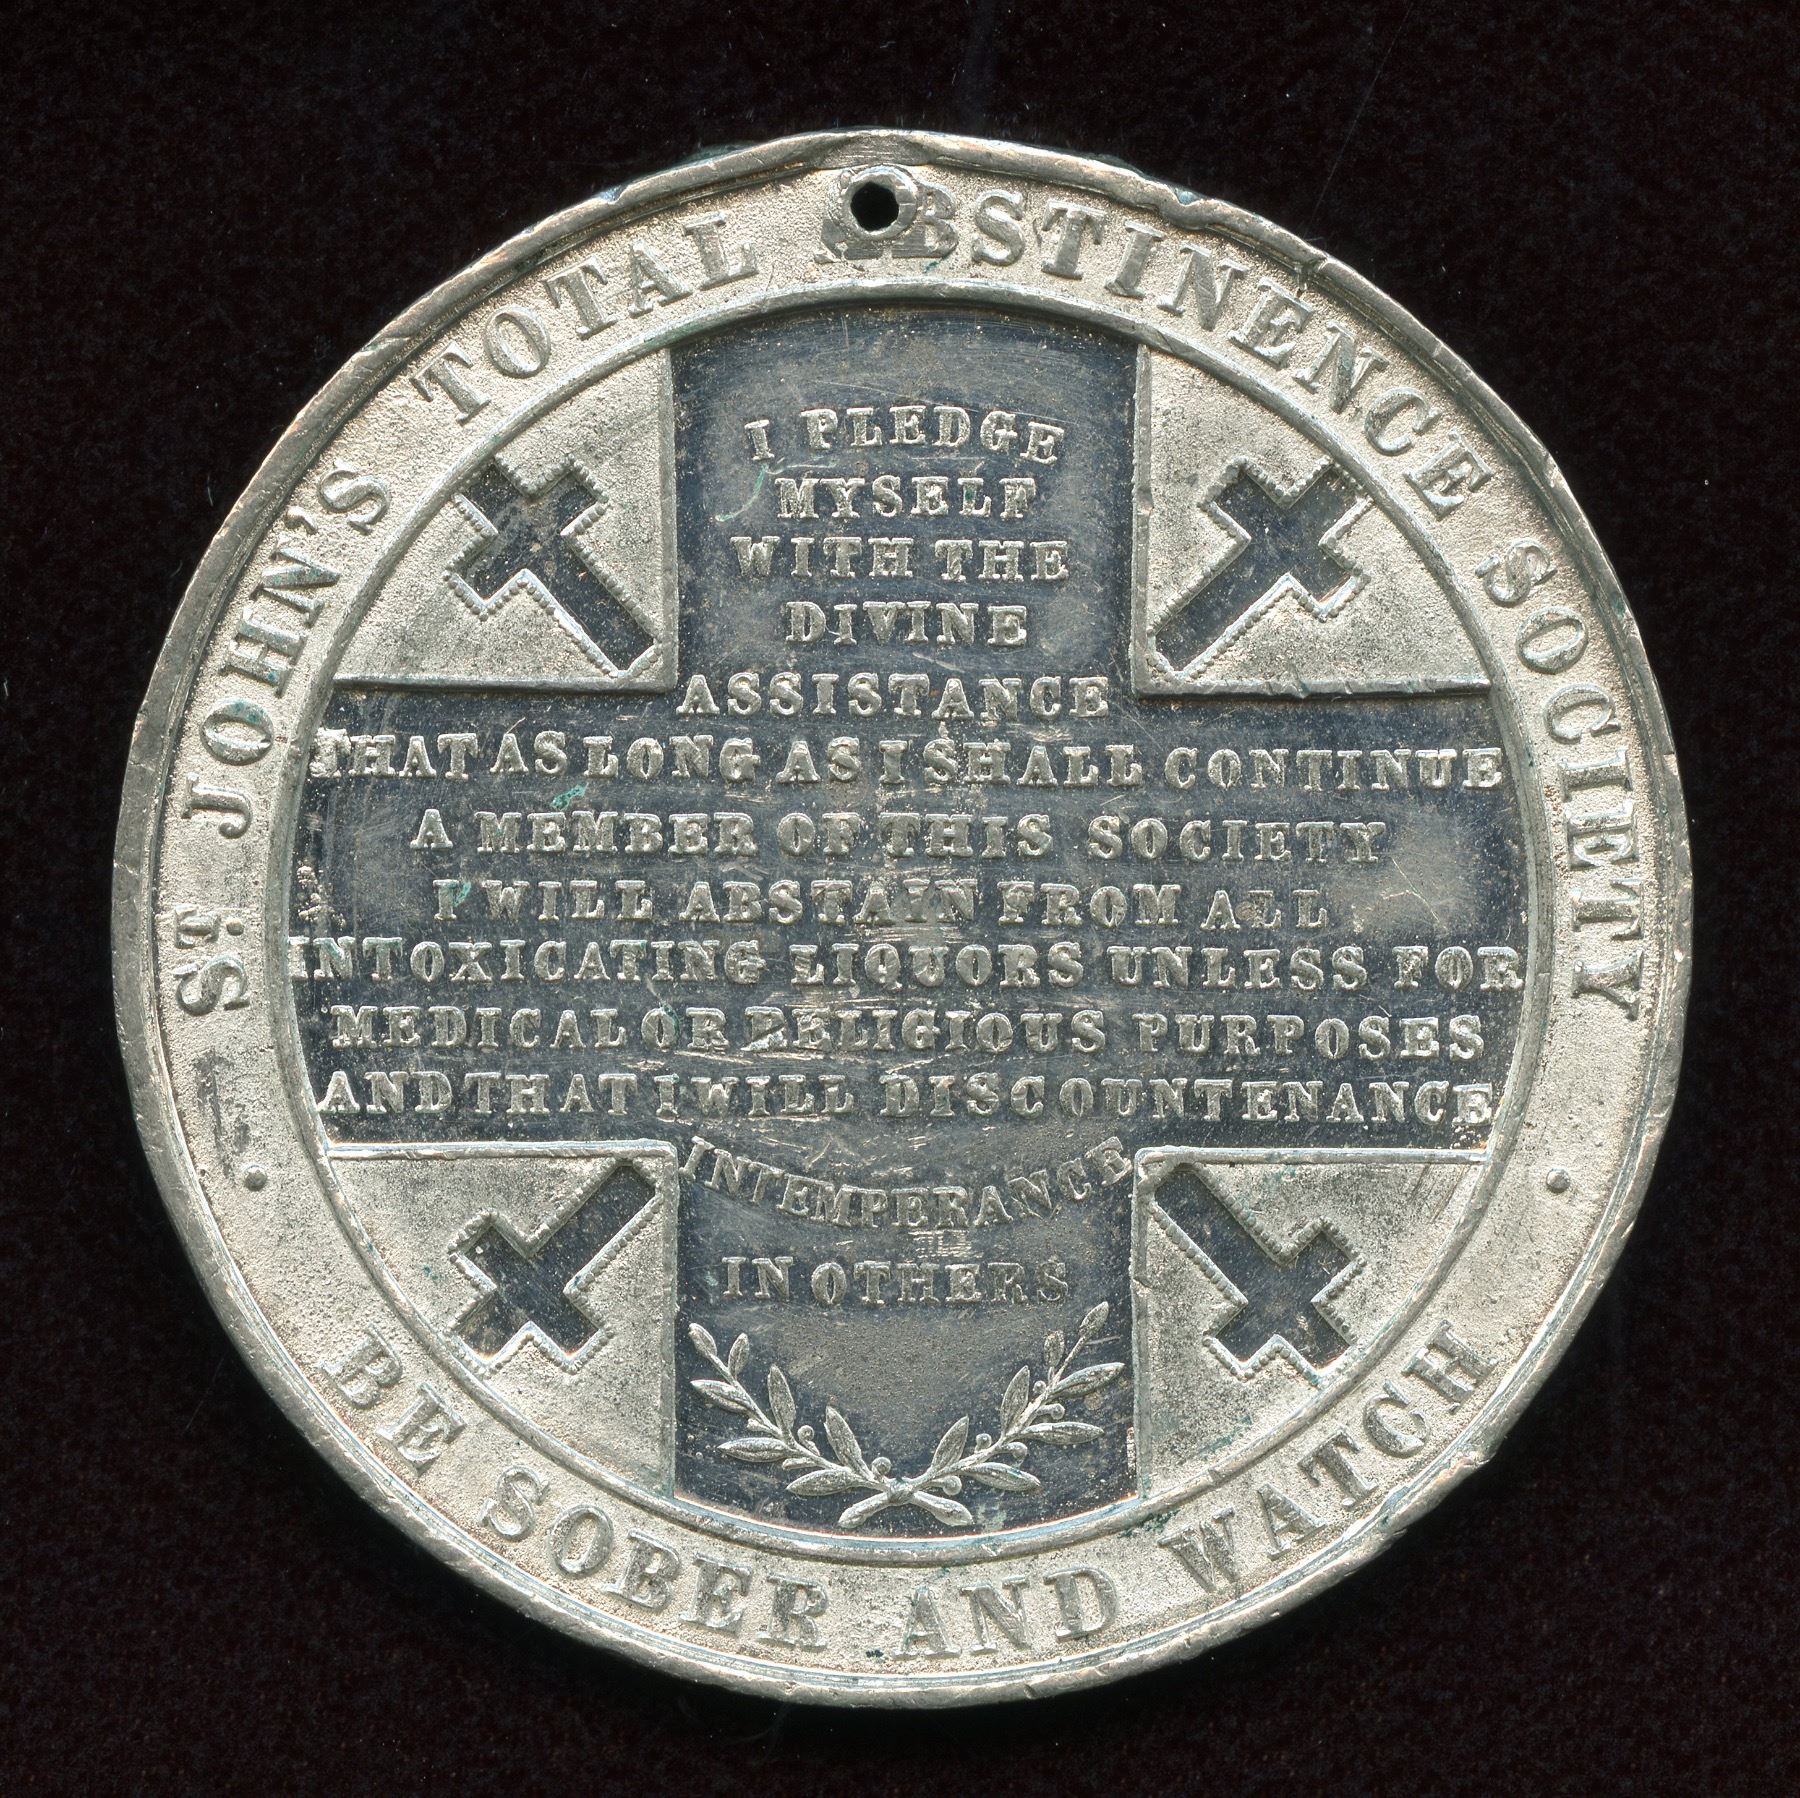 ST. JOHN'S TOTAL ABSTINENCE SOCIETY
I PLEDGE
MYSELF
WITH THE
DIVINE
ASSISTANCE
THAT AS LONG AS I SHALL CONTINUE
A MEMBER OF THIS SOCIETY
I WILL ABSTAIN FROM ALL
INTOXICATING LIQUORS UNLESS FOR
MEDICAL OR RELIGIOUS PURPOSES
AND THAT I WILL DISCOUNTENANCE
INTEMPERANCE
IN OTHERS
BE SOBER AND WATCH